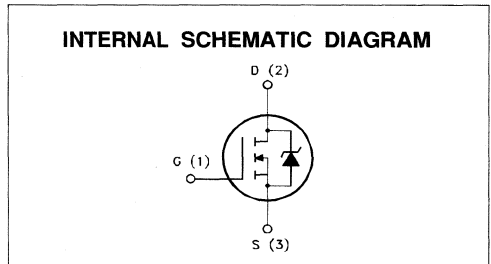 INTERNAL SCHEMATIC DIAGRAM
D (2)
G (1)
S (3)